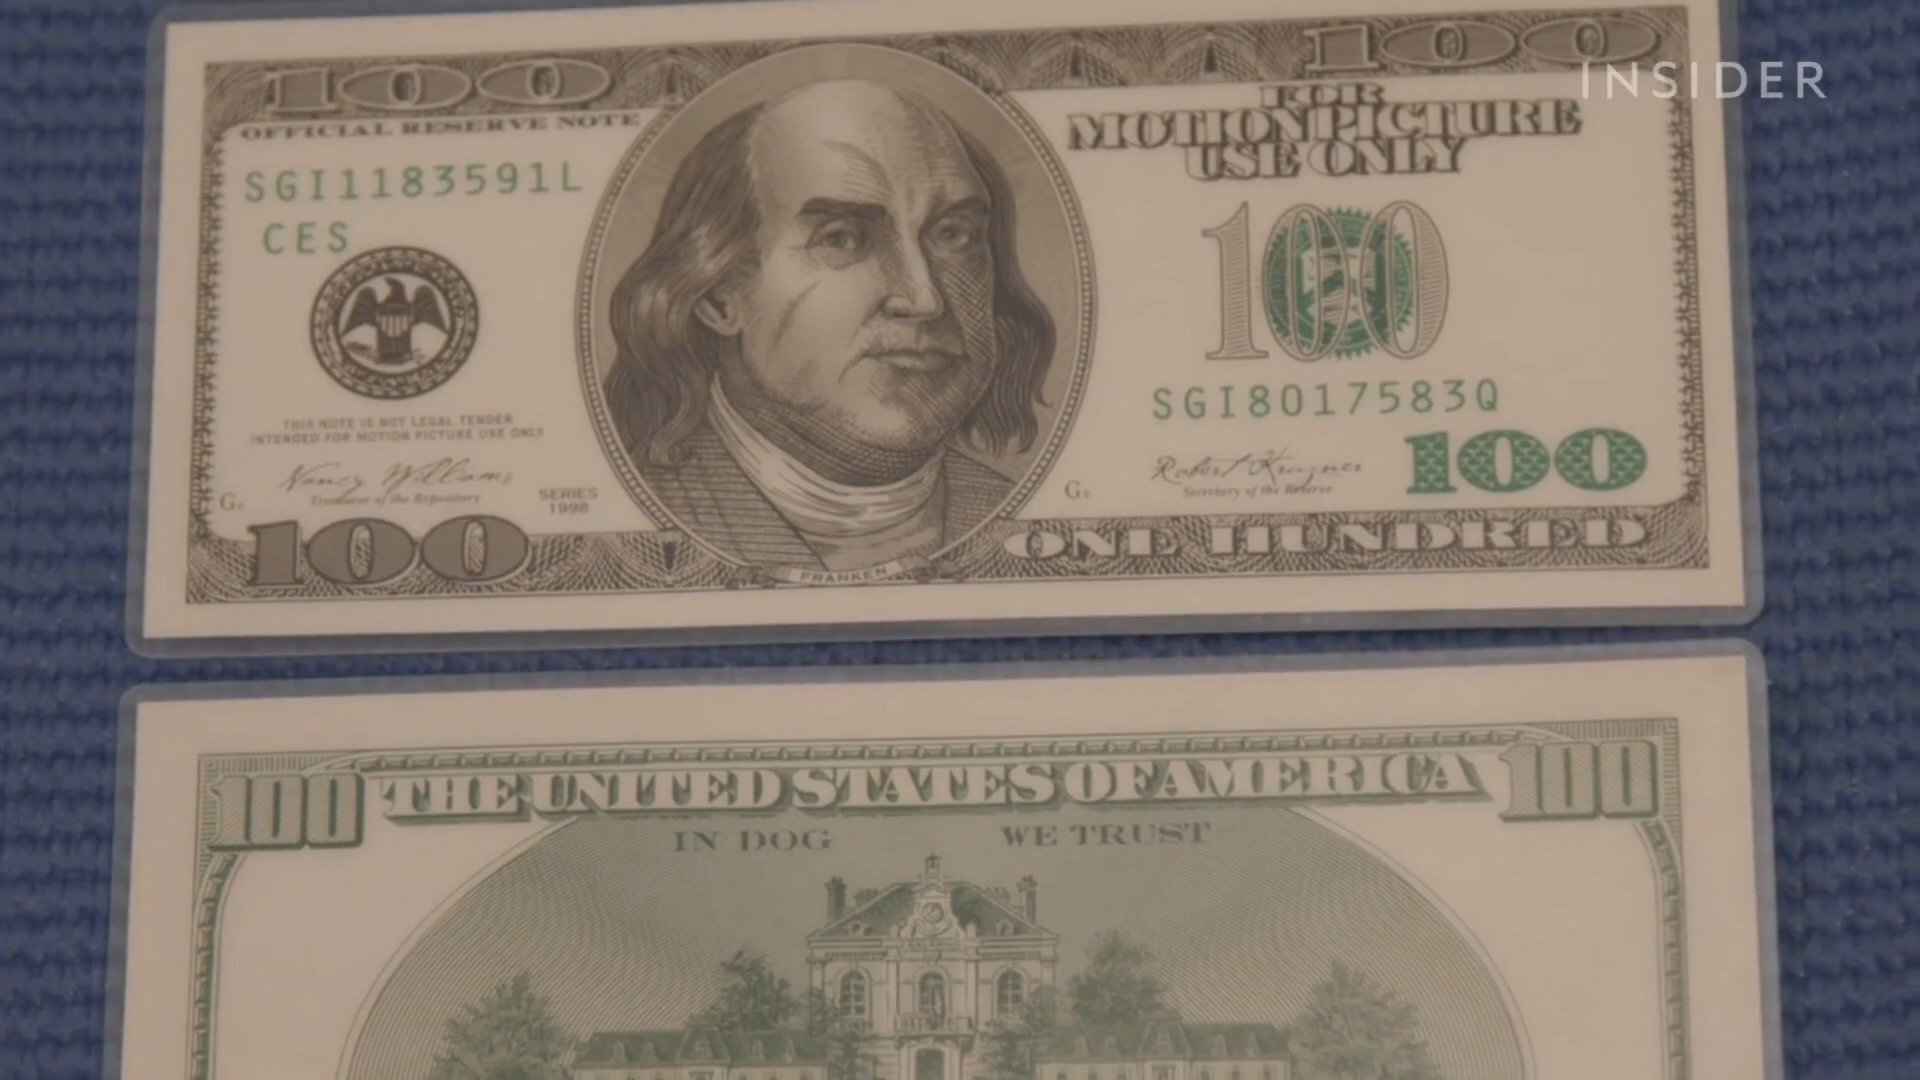 100
100
INSIDER
OFFICIAL RESERVE NOTE
FOR
MOTION PICTURE
USE ONLY
SGI1183591L
CES
100
SGI8017583Q
THIS NOTE IS NOT LEGAL TENDER
INTENDED FOR MOTION PICTURE USE ONLY
Nancy Williams
Treasurer of the Repository
SERIES
1998
Robert Kruzner
Secretary of the Reserve
100
100
ONE HUNDRED
FRANKEN
100
THE UNITED STATES OF AMERICA
100
IN DOG
WE TRUST